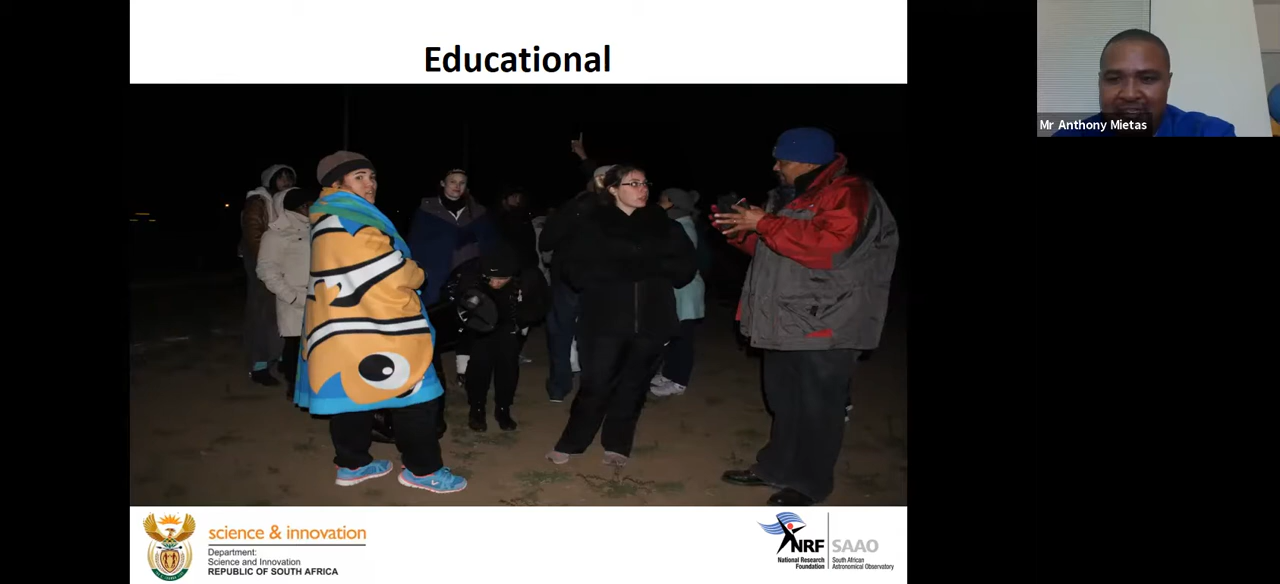 Educational
Mr Anthony Mietas
science & innovation
Department:
Science and Innovation
REPUBLIC OF SOUTH AFRICA
NRF
National Research
Foundation
SAAO
South African
Astronomical Observatory